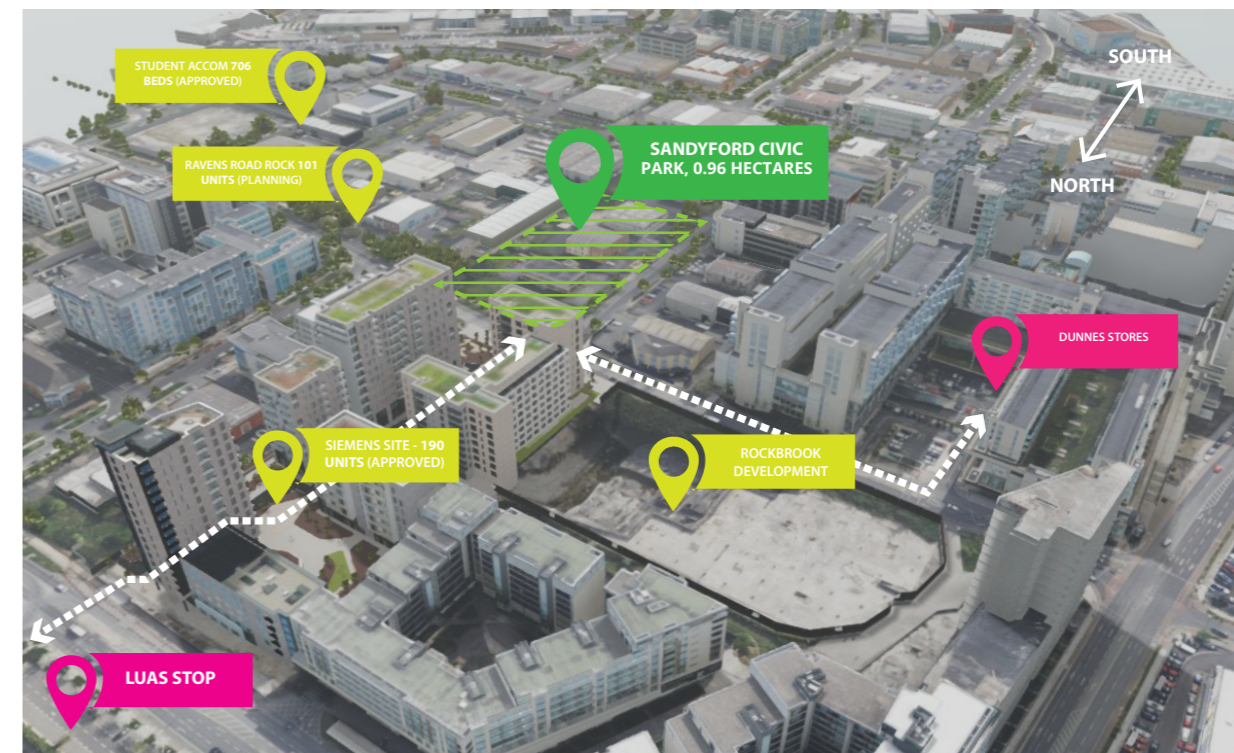 STUDENT ACCOM 706
BEDS (APPROVED)
SOUTH
SANDYFORD CIVIC
PARK, 0.96 HECTARES
RAVENS ROAD ROCK 101
UNITS (PLANNING)
NORTH
DUNNES STORES
SIEMENS SITE - 190
UNITS (APPROVED)
ROCKBROOK
DEVELOPMENT
LUAS STOP